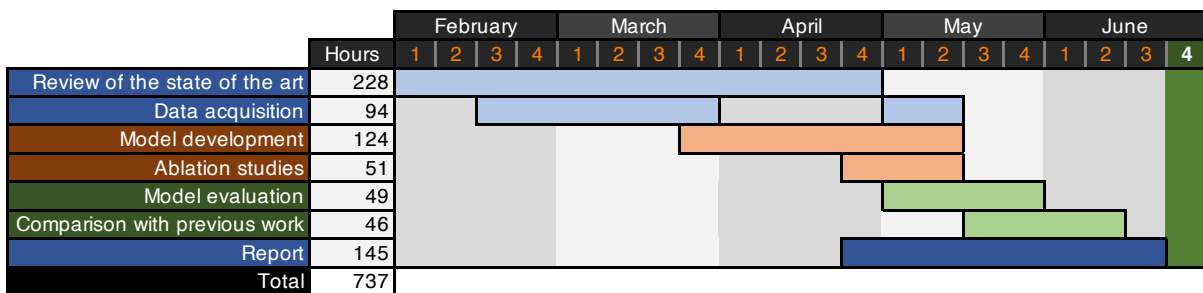 February March April May June
Hours 1 2 3 4 1 2 3 4 1 2 3 4 1 2 3 4 1 2 3 4
Review of the state of the art 228
Data acquisition 94
Model development 124
Ablation studies 51
Model evaluation 49
Comparison with previous work 46
Report 145
Total 737